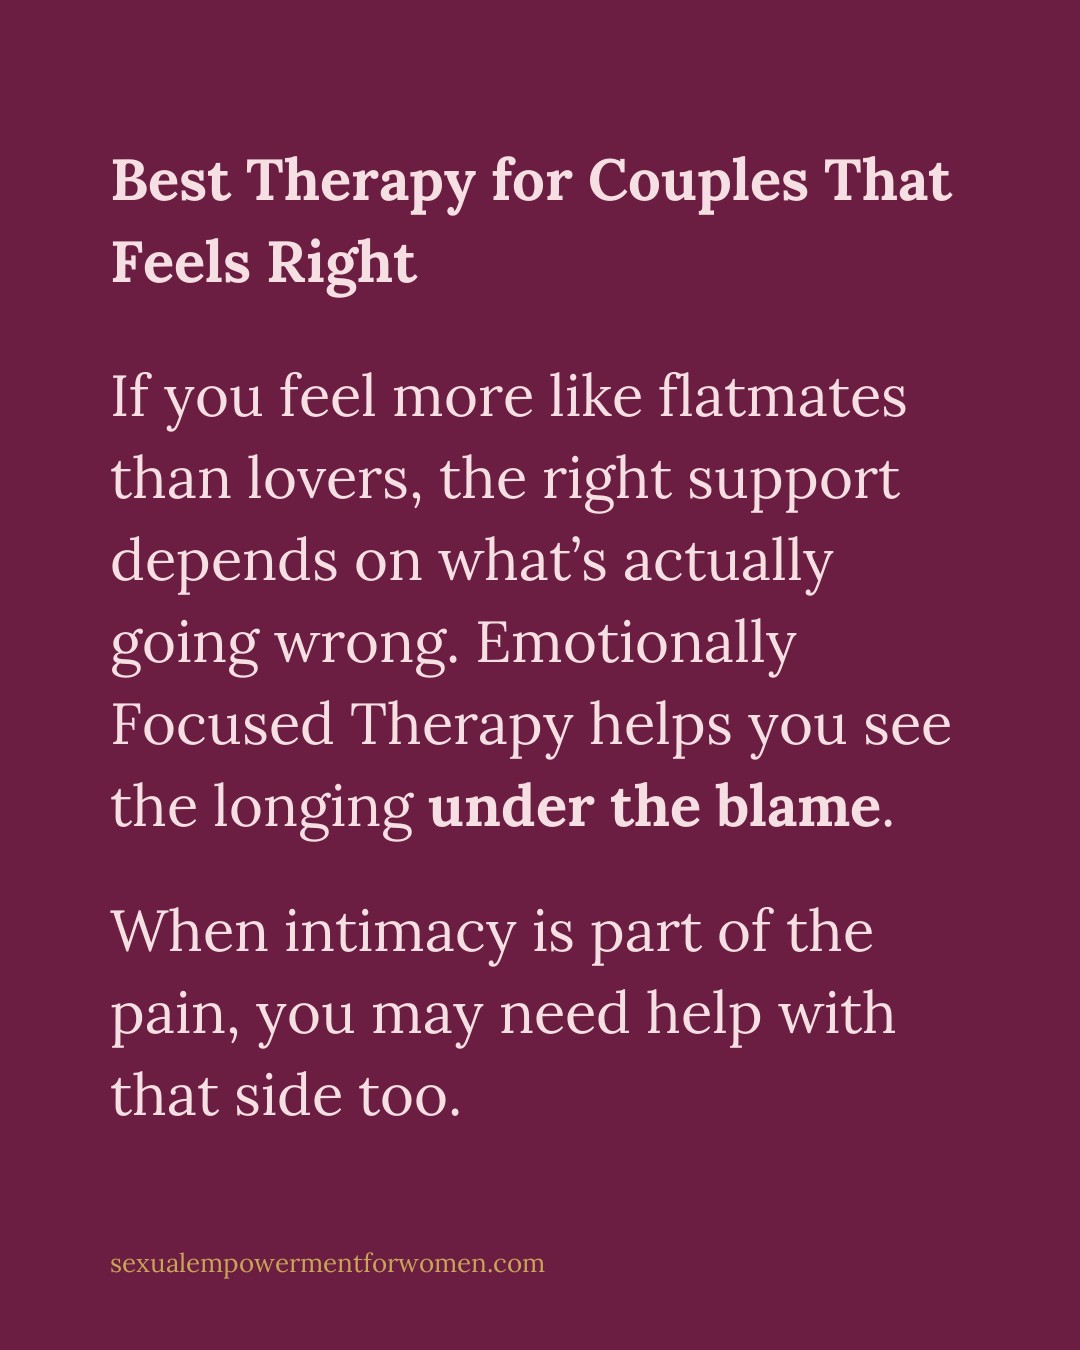 Best Therapy for Couples That
Feels Right
If you feel more like flatmates
than lovers, the right support
depends on what’s actually
going wrong. Emotionally
Focused Therapy helps you see
the longing under the blame.
When intimacy is part of the
pain, you may need help with
that side too.
sexualempowermentforwomen.com